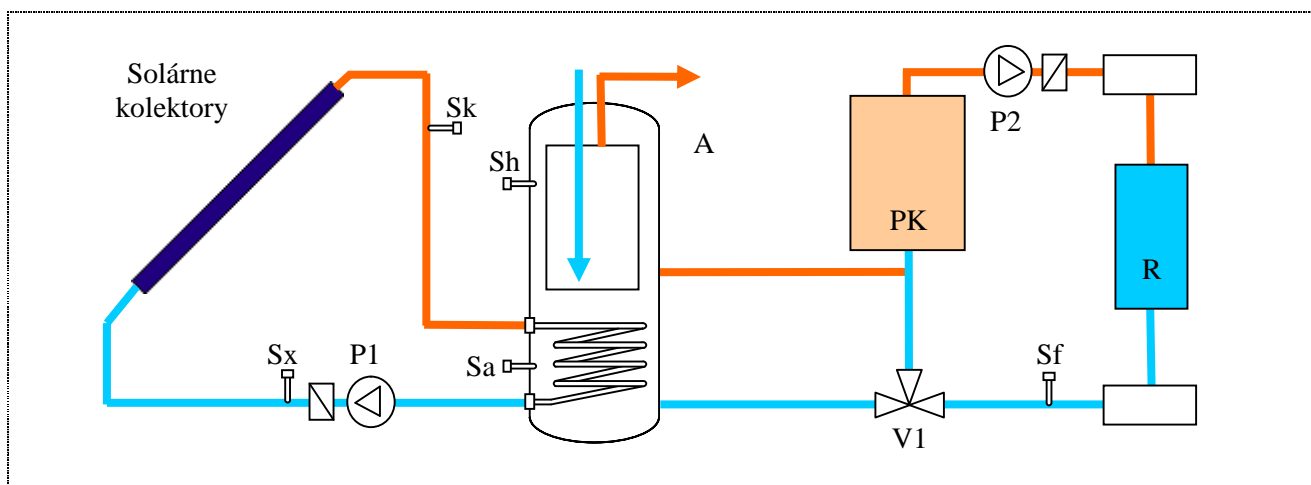 Solárne
kolektory
Sk
Sh
A
P2
PK
R
Sx
P1
Sa
Sf
V1